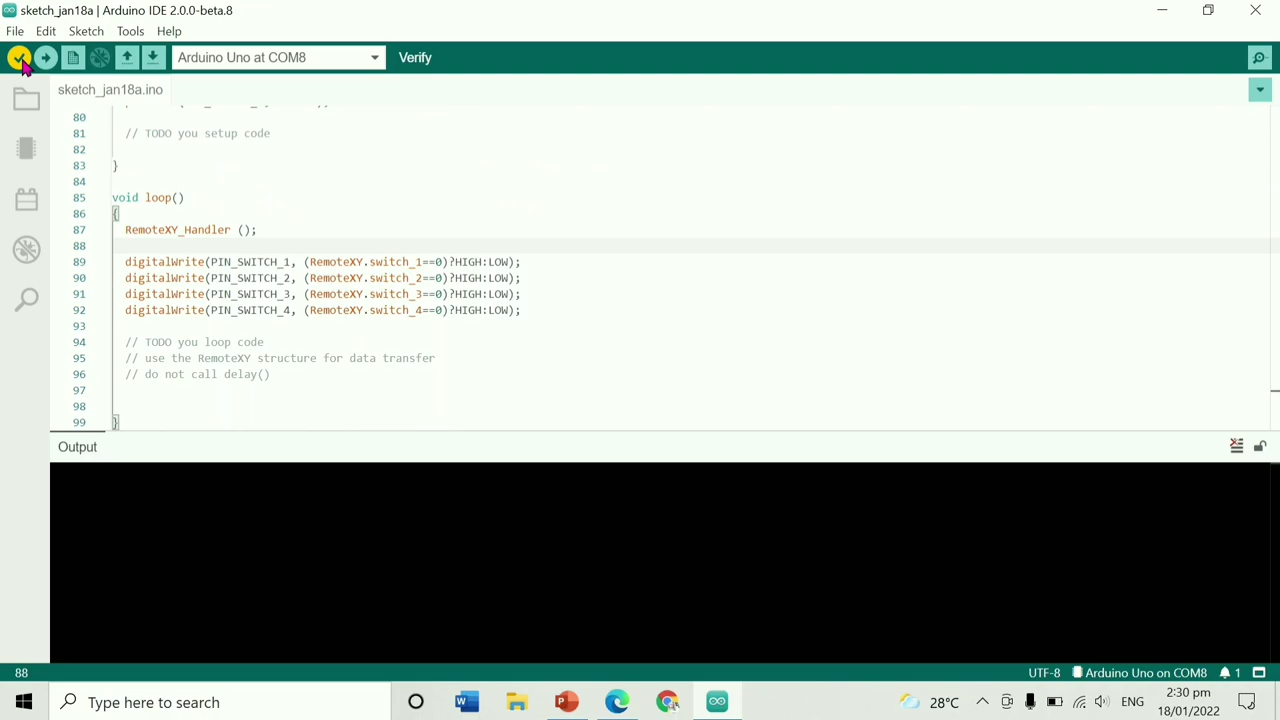 sketch_jan18a | Arduino IDE 2.0.0-beta.8
File Edit Sketch Tools Help
Arduino Uno at COM8 Verify
sketch_jan18a.ino
80
81 // TODO you setup code
82
83 }
84
85 void loop()
86 {
87 RemoteXY_Handler ();
88
89 digitalWrite(PIN_SWITCH_1, (RemoteXY.switch_1==0)?HIGH:LOW);
90 digitalWrite(PIN_SWITCH_2, (RemoteXY.switch_2==0)?HIGH:LOW);
91 digitalWrite(PIN_SWITCH_3, (RemoteXY.switch_3==0)?HIGH:LOW);
92 digitalWrite(PIN_SWITCH_4, (RemoteXY.switch_4==0)?HIGH:LOW);
93
94 // TODO you loop code
95 // use the RemoteXY structure for data transfer
96 // do not call delay()
97
98
99 }
Output
88 UTF-8 Arduino Uno on COM8 1
Type here to search 28°C ENG 2:30 pm
18/01/2022